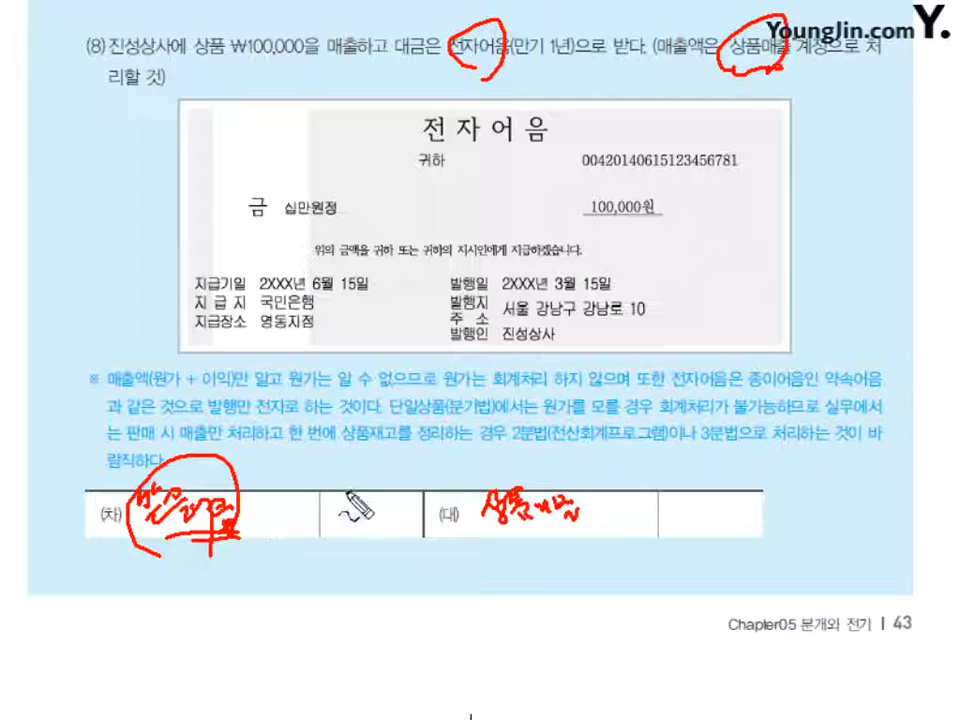 Younglin.com Y.
(8) 진성상사에 상품 ₩100,000을 매출하고 대금은 전자어음(만기 1년)으로 받다. (매출액은 상품매출 계정으로 처
리할 것)
전 자 어 음
귀하 00420140615123456781
금 십만원정 100,000원
위의 금액을 귀하 또는 귀하의 지시인에게 지급하겠습니다.
지급기일 2XXX년 6월 15일 발행일 2XXX년 3월 15일
지 급 지 국민은행 발행지
주 소 서울 강남구 강남로 10
지급장소 명동지점 발행인 진성상사
※ 매출액(원가 + 이익)만 알고 원가는 알 수 없으므로 원가는 회계처리 하지 않으며 또한 전자어음은 종이어음인 약속어음
과 같은 것으로 발행만 전자로 하는 것이다. 단일상품(분기법)에서는 원가를 모를 경우 회계처리가 불가능하므로 실무에서
는 판매 시 매출만 처리하고 한 번에 상품재고를 정리하는 경우 2분법(전산회계프로그램)이나 3분법으로 처리하는 것이 바
람직하다.
(차) (대) 상품매출
Chapter05 분개와 전기 | 43